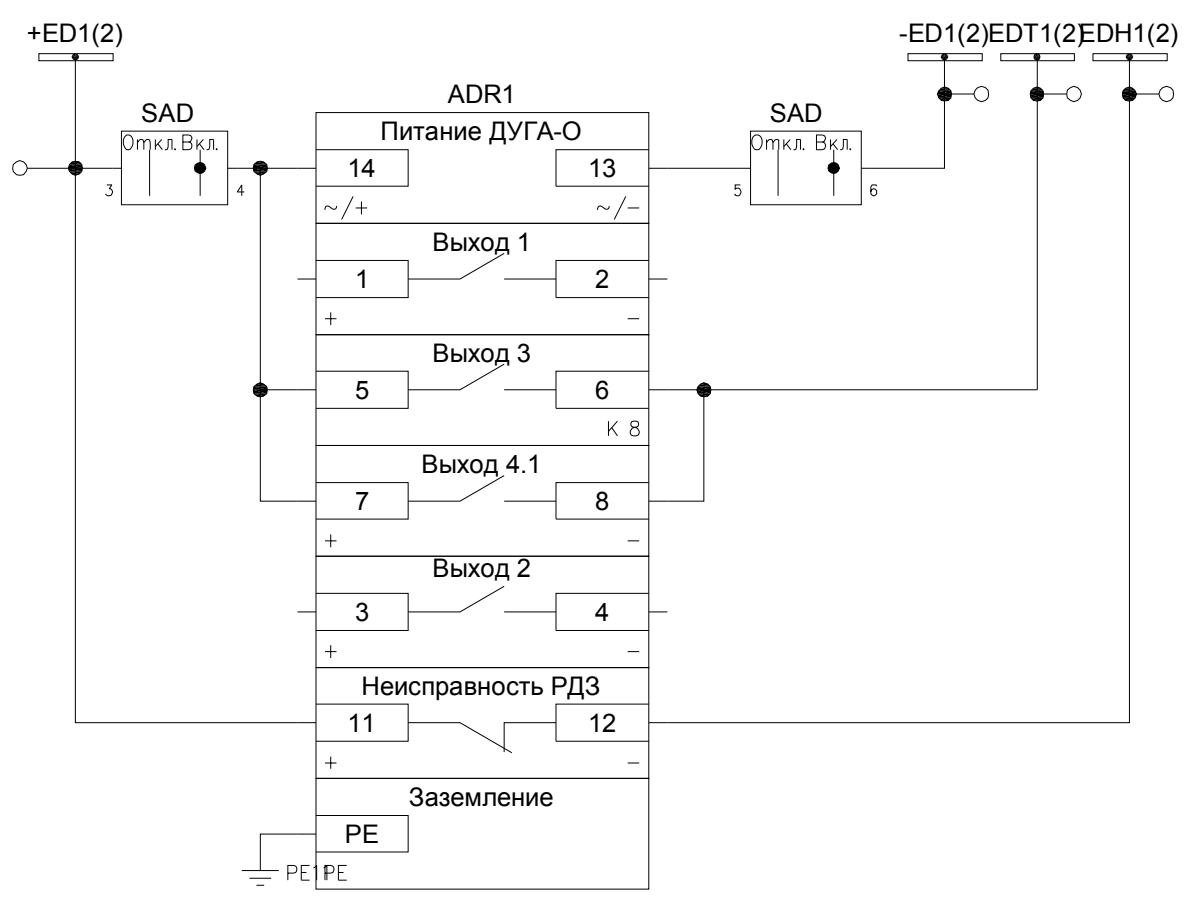 +ED1(2)
-ED1(2)
EDT1(2)
EDH1(2)
ADR1
SAD
SAD
Питание ДУГА-О
Откл. Вкл.
Откл. Вкл.
14
13
3
4
5
6
~/+
~/-
Выход 1
1
2
+
-
Выход 3
5
6
К 8
Выход 4.1
7
8
+
-
Выход 2
3
4
+
-
Неисправность РДЗ
11
12
+
-
Заземление
PE
PE11PE